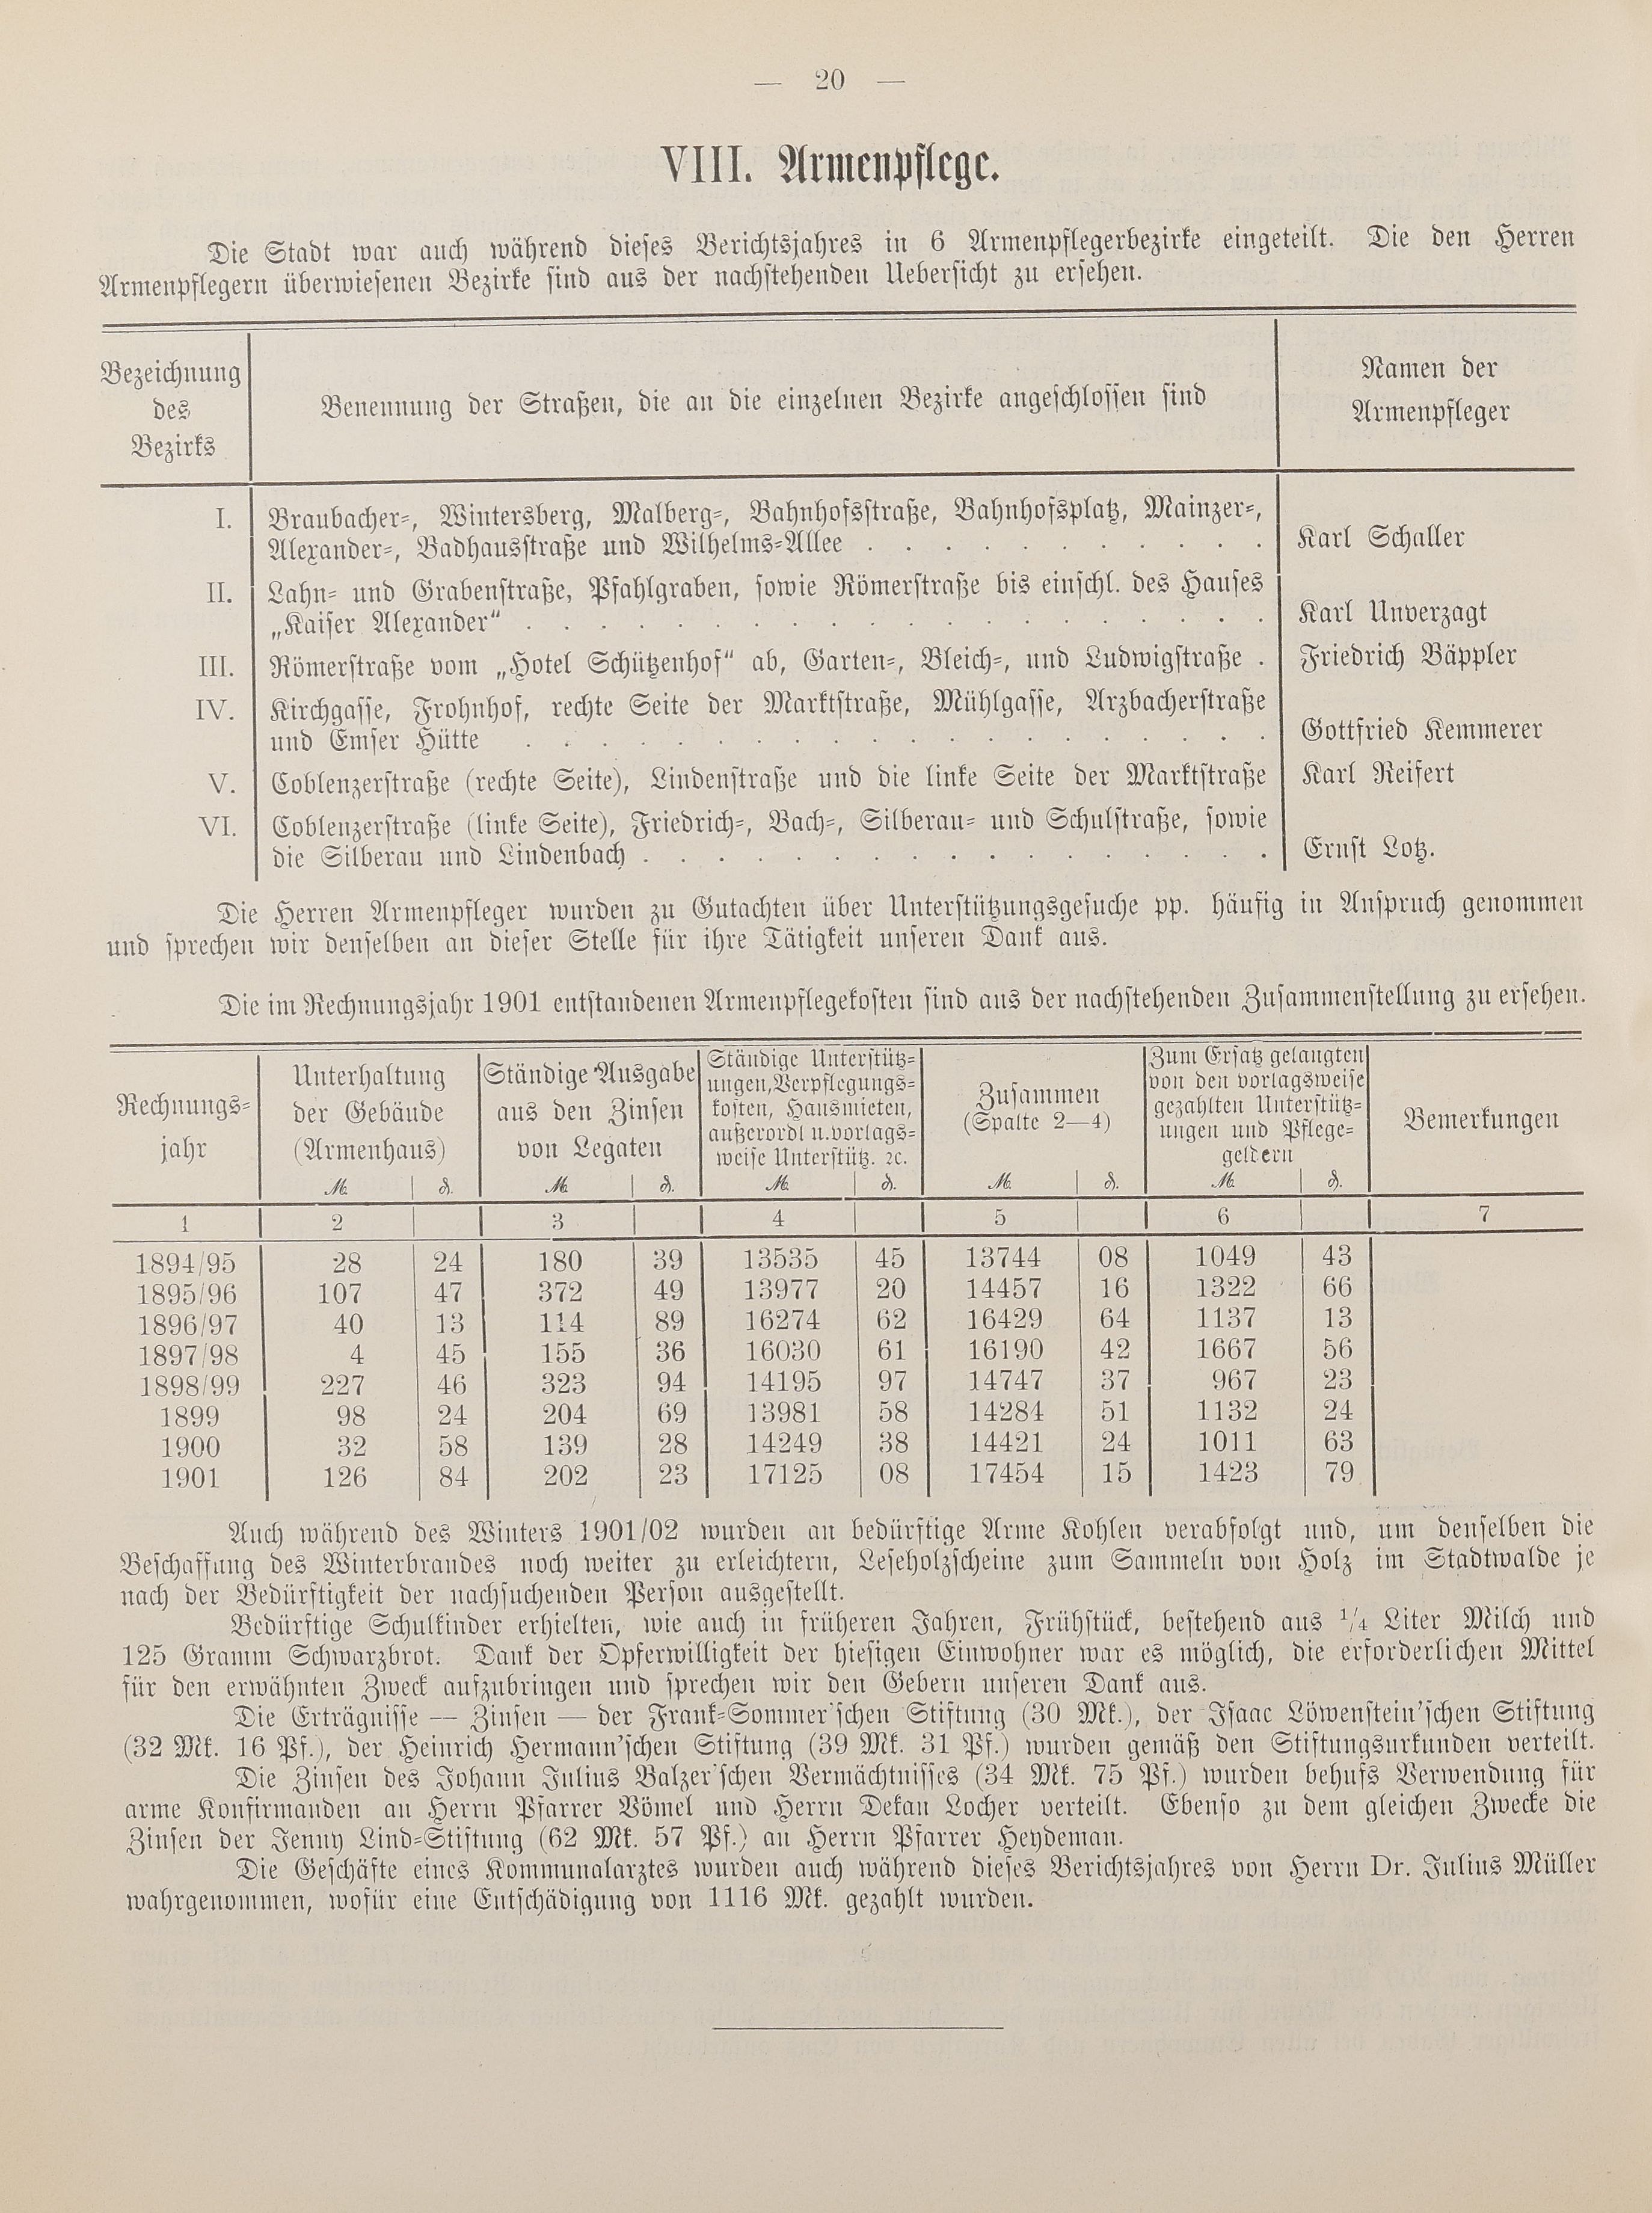 — 20 —
VIII. Armenpflege.
Die Stadt war auch während dieses Berichtsjahres in 6 Armenpflegerbezirke eingeteilt. Die den Herren
Armenpflegern überwiesenen Bezirke sind aus der nachstehenden Uebersicht zu ersehen.
Bezeichnung des Bezirks | Benennung der Straßen, die an die einzelnen Bezirke angeschlossen sind | Namen der Armenpfleger
I. Braubacher-, Wintersberg, Malberg-, Bahnhofsstraße, Bahnhofsplatz, Mainzer-,
Alexander-, Badhausstraße und Wilhelms-Allee . . . . . . . . . . . Karl Schaller
II. Lahn- und Grabenstraße, Pfahlgraben, sowie Römerstraße bis einschl. des Hauses
„Kaiser Alexander“ . . . . . . . . . . . . . . . . . Karl Unverzagt
III. Römerstraße vom „Hotel Schützenhof“ ab, Garten-, Bleich-, und Ludwigstraße . Friedrich Bäppler
IV. Kirchgasse, Frohnhof, rechte Seite der Marktstraße, Mühlgasse, Arzbacherstraße
und Emser Hütte . . . . . . . . . . . . . . . . . Gottfried Kemmerer
V. Coblenzerstraße (rechte Seite), Lindenstraße und die linke Seite der Marktstraße Karl Reifert
VI. Coblenzerstraße (linke Seite), Friedrich-, Bach-, Silberau- und Schulstraße, sowie
die Silberau und Lindenbach . . . . . . . . . . . . . . Ernst Lotz.
Die Herren Armenpfleger wurden zu Gutachten über Unterstützungsgesuche pp. häufig in Anspruch genommen
und sprechen wir denselben an dieser Stelle für ihre Tätigkeit unseren Dank aus.
Die im Rechnungsjahr 1901 entstandenen Armenpflegekosten sind aus der nachstehenden Zusammenstellung zu ersehen.
Rechnungs-
jahr
Unterhaltung
der Gebäude
(Armenhaus)
Ständige Ausgabe
aus den Zinsen
von Legaten
Ständige Unterstütz-
ungen, Verpflegungs-
kosten, Hausmieten,
außerordl u. vorlags-
weise Unterstütz. ꝛc.
Zusammen
(Spalte 2—4)
Zum Ersatz gelangten
von den vorlagsweise
gezahlten Unterstütz-
ungen und Pflege-
geldern
Bemerkungen
M. | ₰. | M. | ₰. | M. | ₰. | M. | ₰. | M. | ₰.
1 | 2 | 3 | 4 | 5 | 6 | 7
1894/95 | 28 | 24 | 180 | 39 | 13535 | 45 | 13744 | 08 | 1049 | 43
1895/96 | 107 | 47 | 372 | 49 | 13977 | 20 | 14457 | 16 | 1322 | 66
1896/97 | 40 | 13 | 114 | 89 | 16274 | 62 | 16429 | 64 | 1137 | 13
1897/98 | 4 | 45 | 155 | 36 | 16030 | 61 | 16190 | 42 | 1667 | 56
1898/99 | 227 | 46 | 323 | 94 | 14195 | 97 | 14747 | 37 | 967 | 23
1899 | 98 | 24 | 204 | 69 | 13981 | 58 | 14284 | 51 | 1132 | 24
1900 | 32 | 58 | 139 | 28 | 14249 | 38 | 14421 | 24 | 1011 | 63
1901 | 126 | 84 | 202 | 23 | 17125 | 08 | 17454 | 15 | 1423 | 79
Auch während des Winters 1901/02 wurden an bedürftige Arme Kohlen verabfolgt und, um denselben die
Beschaffung des Winterbrandes noch weiter zu erleichtern, Leseholzscheine zum Sammeln von Holz im Stadtwalde je
nach der Bedürftigkeit der nachsuchenden Person ausgestellt.
Bedürftige Schulkinder erhielten, wie auch in früheren Jahren, Frühstück, bestehend aus ¼ Liter Milch und
125 Gramm Schwarzbrot. Dank der Opferwilligkeit der hiesigen Einwohner war es möglich, die erforderlichen Mittel
für den erwähnten Zweck aufzubringen und sprechen wir den Gebern unseren Dank aus.
Die Erträgnisse — Zinsen — der Frank-Sommer'schen Stiftung (30 Mk.), der Isaac Löwenstein'schen Stiftung
(32 Mk. 16 Pf.), der Heinrich Hermann'schen Stiftung (39 Mk. 31 Pf.) wurden gemäß den Stiftungsurkunden verteilt.
Die Zinsen des Johann Julius Balzer'schen Vermächtnisses (34 Mk. 75 Pf.) wurden behufs Verwendung für
arme Konfirmanden an Herrn Pfarrer Vömel und Herrn Dekan Locher verteilt. Ebenso zu dem gleichen Zwecke die
Zinsen der Jenny Lind-Stiftung (62 Mk. 57 Pf.) an Herrn Pfarrer Heydeman.
Die Geschäfte eines Kommunalarztes wurden auch während dieses Berichtsjahres von Herrn Dr. Julius Müller
wahrgenommen, wofür eine Entschädigung von 1116 Mk. gezahlt wurden.